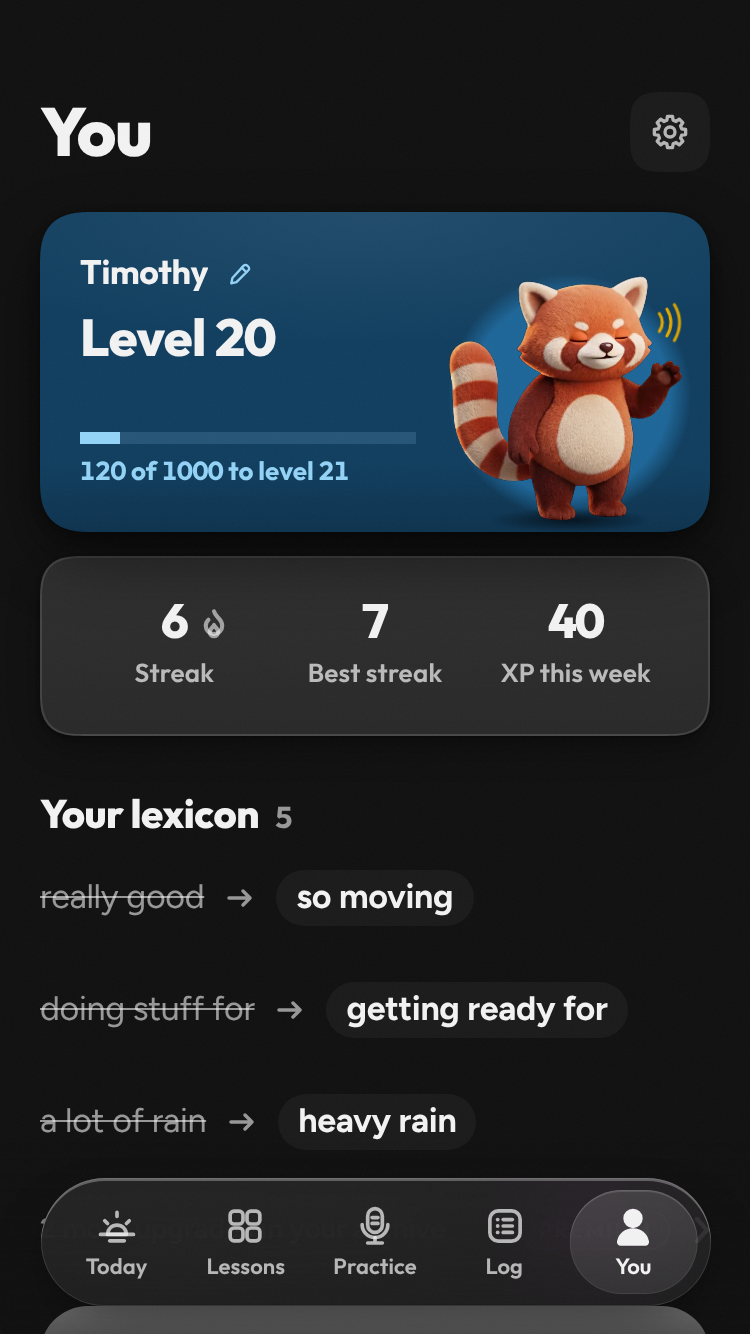 You
Timothy
Level 20
120 of 1000 to level 21
6 7 40
Streak Best streak XP this week
Your lexicon 5
really good → so moving
doing stuff for → getting ready for
a lot of rain → heavy rain
Today Lessons Practice Log You